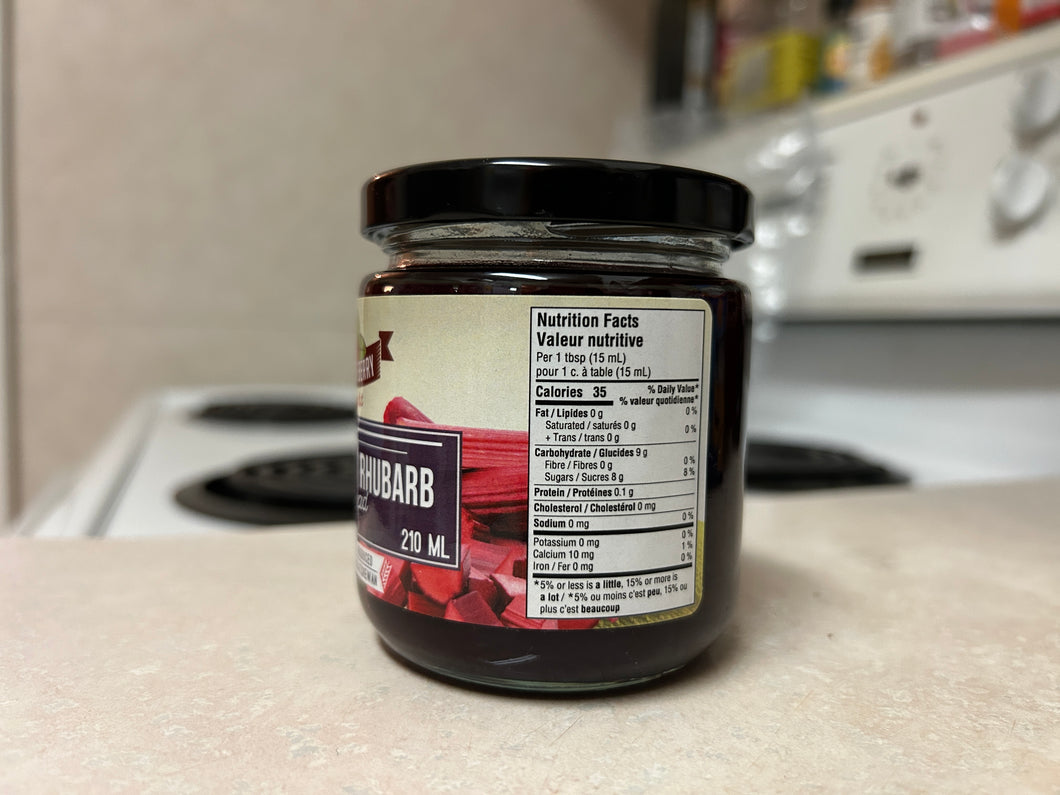 BERRY
RHUBARB
210 ML
Nutrition Facts
Valeur nutritive
Per 1 tbsp (15 mL)
pour 1 c. à table (15 mL)
Calories 35
% Daily Value*
% valeur quotidienne*
Fat / Lipides 0 g 0 %
Saturated / saturés 0 g
+ Trans / trans 0 g 0 %
Carbohydrate / Glucides 9 g
Fibre / Fibres 0 g 0 %
Sugars / Sucres 8 g 8 %
Protein / Protéines 0.1 g
Cholesterol / Cholestérol 0 mg
Sodium 0 mg 0 %
Potassium 0 mg 0 %
Calcium 10 mg 1 %
Iron / Fer 0 mg 0 %
*5% or less is a little, 15% or more is
a lot / *5% ou moins c'est peu, 15% ou
plus c'est beaucoup